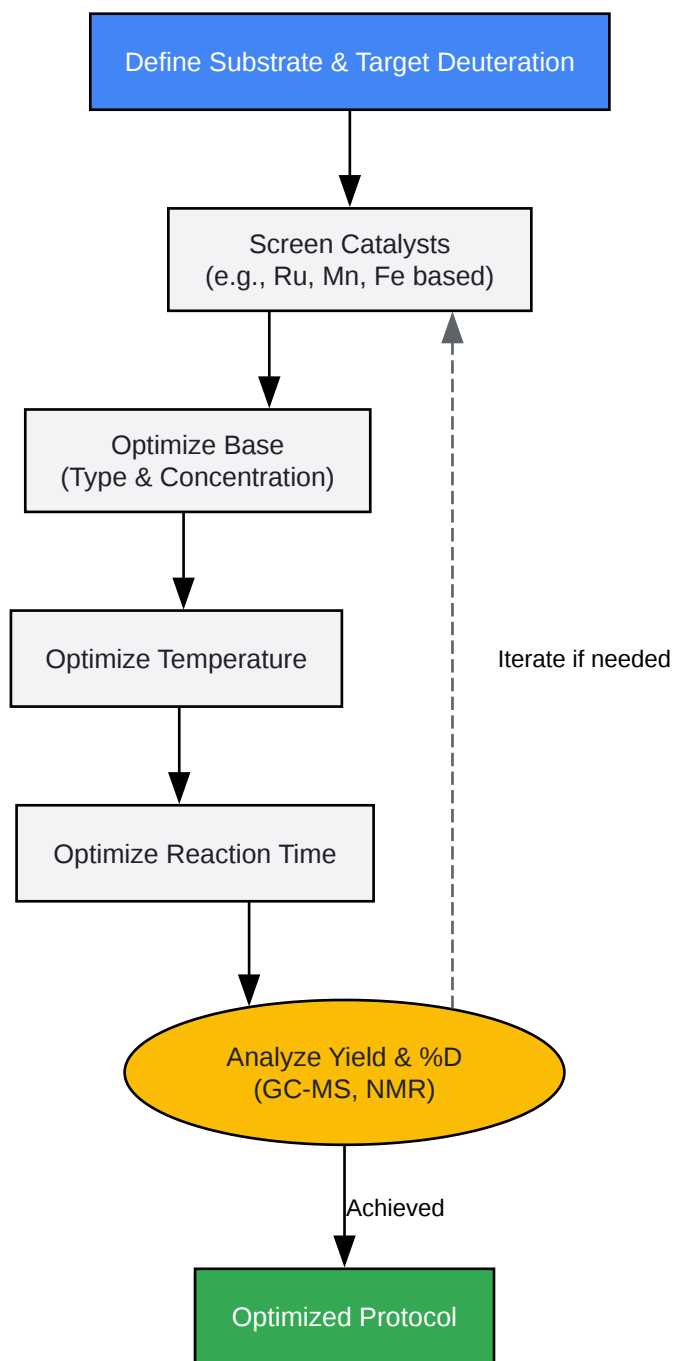 Define Substrate & Target Deuteration
Screen Catalysts
(e.g., Ru, Mn, Fe based)
Optimize Base
(Type & Concentration)
Optimize Temperature
Iterate if needed
Optimize Reaction Time
Analyze Yield & %D
(GC-MS, NMR)
Achieved
Optimized Protocol